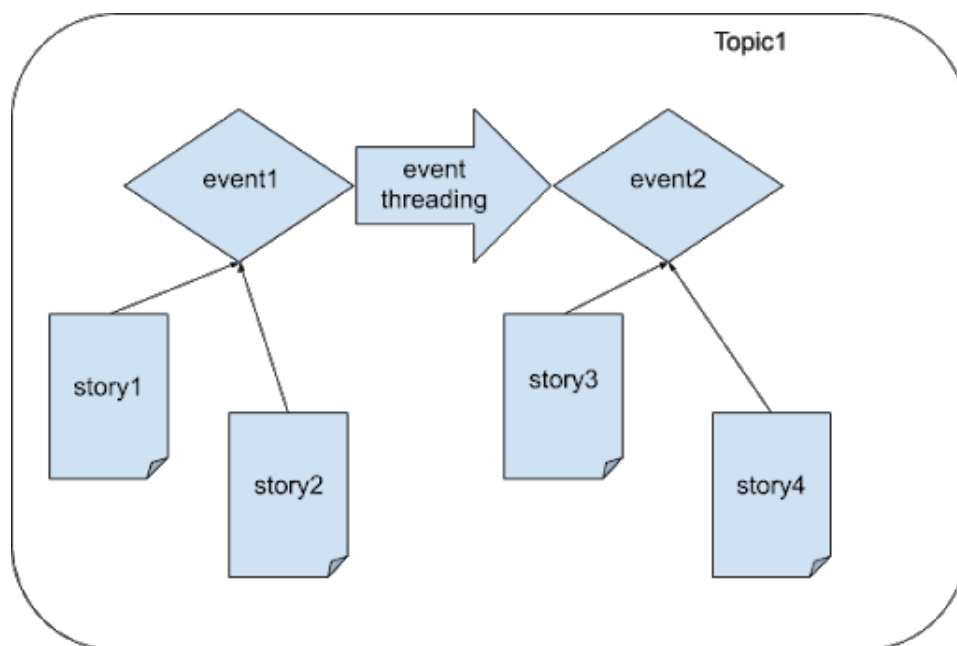 Topic1
event1
event
threading
event2
story1
story2
story3
story4